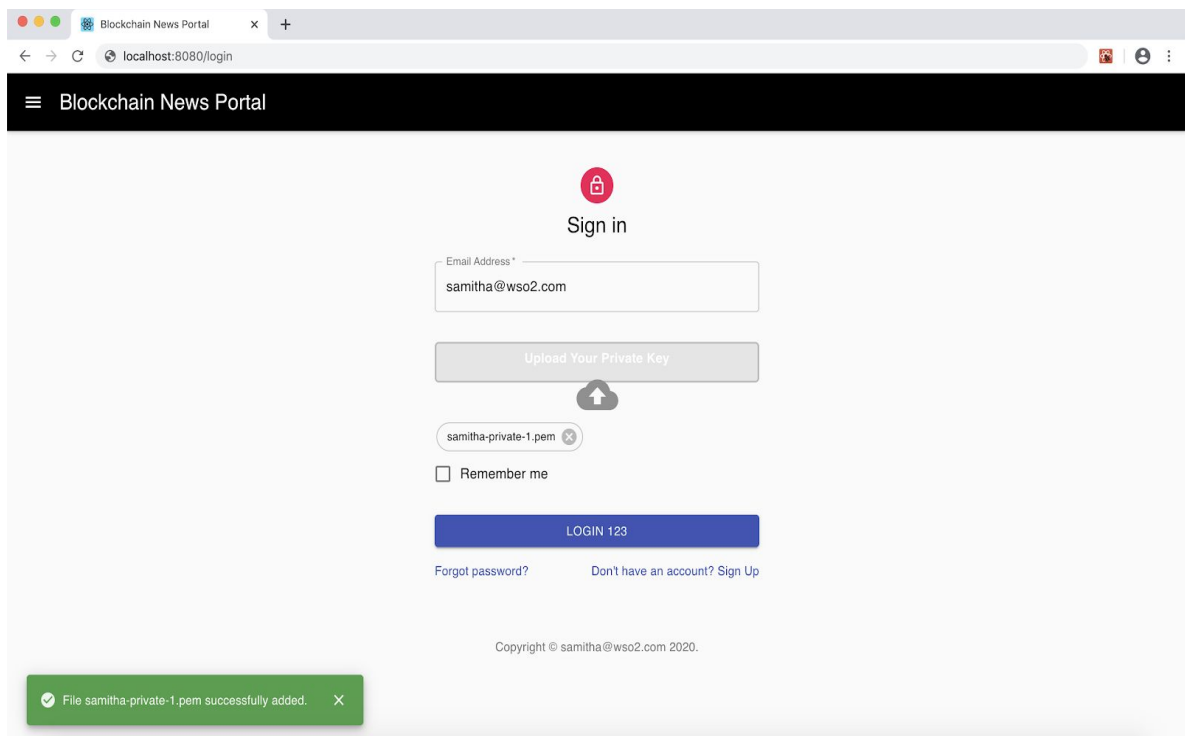 Blockchain News Portal
localhost:8080/login
Blockchain News Portal
Sign in
Email Address *
samitha@wso2.com
Upload Your Private Key
samitha-private-1.pem
Remember me
LOGIN 123
Forgot password? Don't have an account? Sign Up
Copyright © samitha@wso2.com 2020.
File samitha-private-1.pem successfully added.